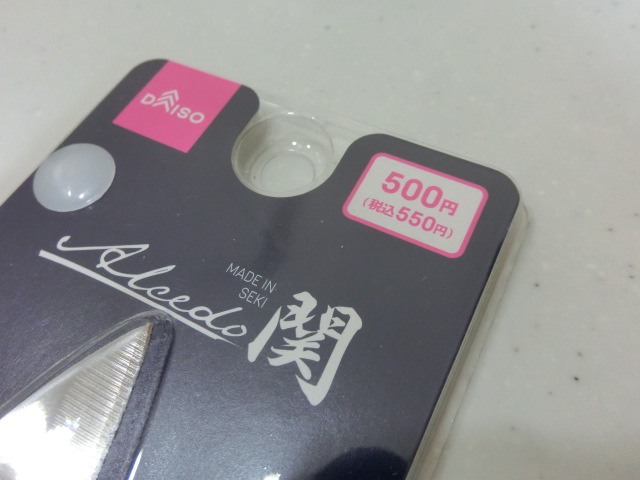 DAISO
500円
(税込550円)
Alcedo
MADE IN
SEKI
関